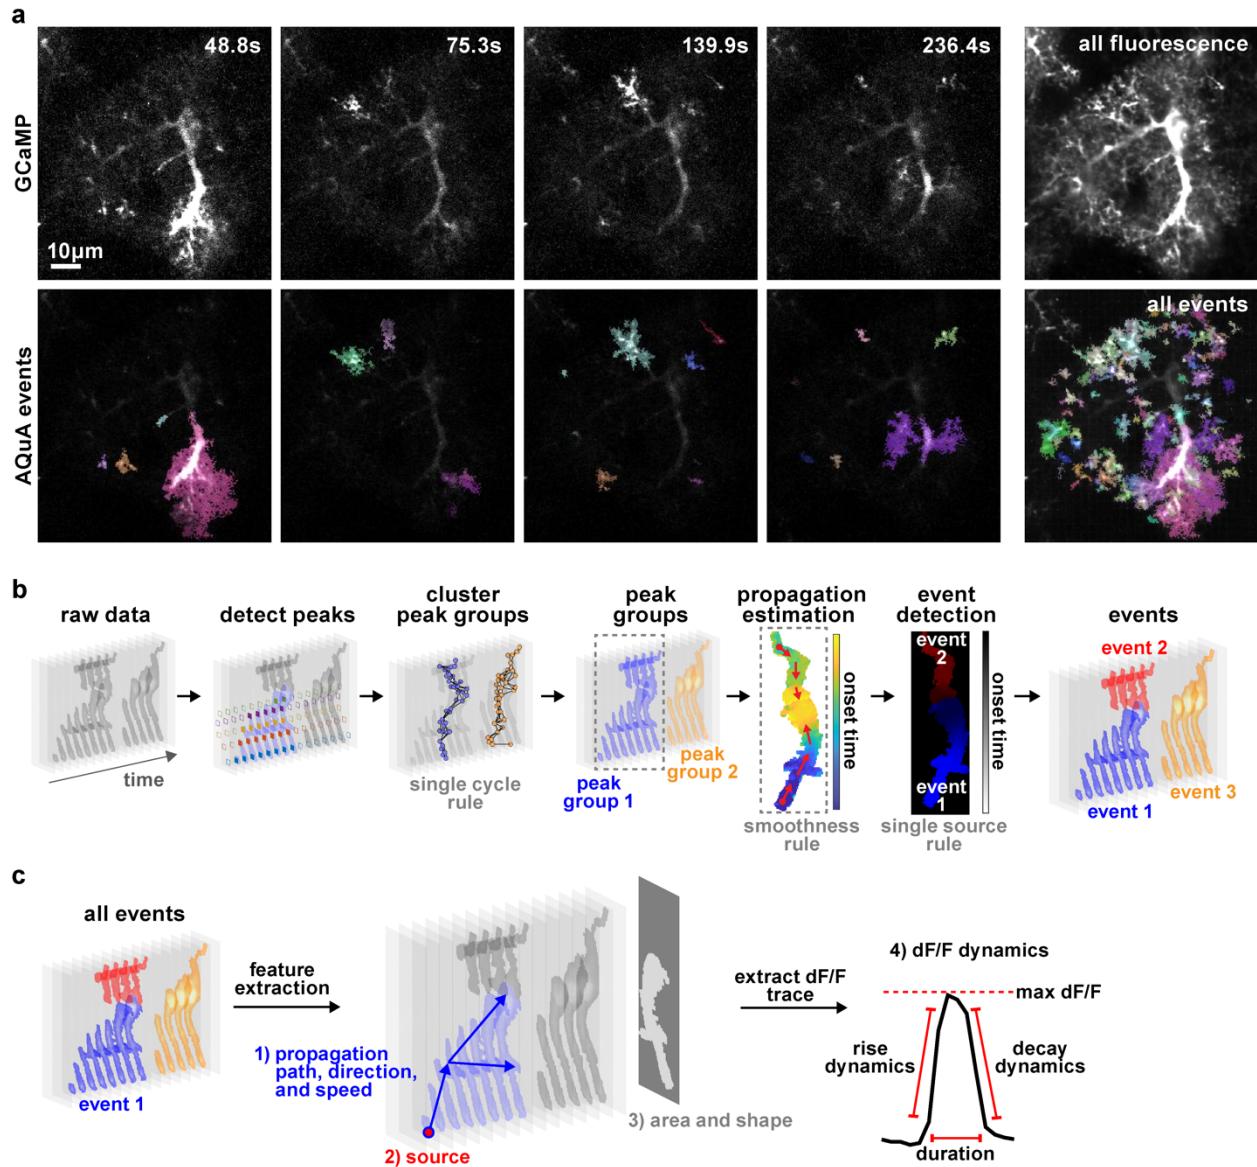 a
48.8s
75.3s
139.9s
236.4s
all fluorescence
GCaMP
10µm
all events
AQuA events
b
raw data
detect peaks
cluster
peak groups
peak
groups
propagation
estimation
event
detection
events
time
single cycle
rule
peak
group 1
peak
group 2
onset time
smoothness
rule
event
2
event
1
onset time
single source
rule
event 2
event 1
event 3
c
all events
event 1
feature
extraction
1) propagation
path, direction,
and speed
2) source
3) area and shape
extract dF/F
trace
4) dF/F dynamics
max dF/F
rise
dynamics
decay
dynamics
duration